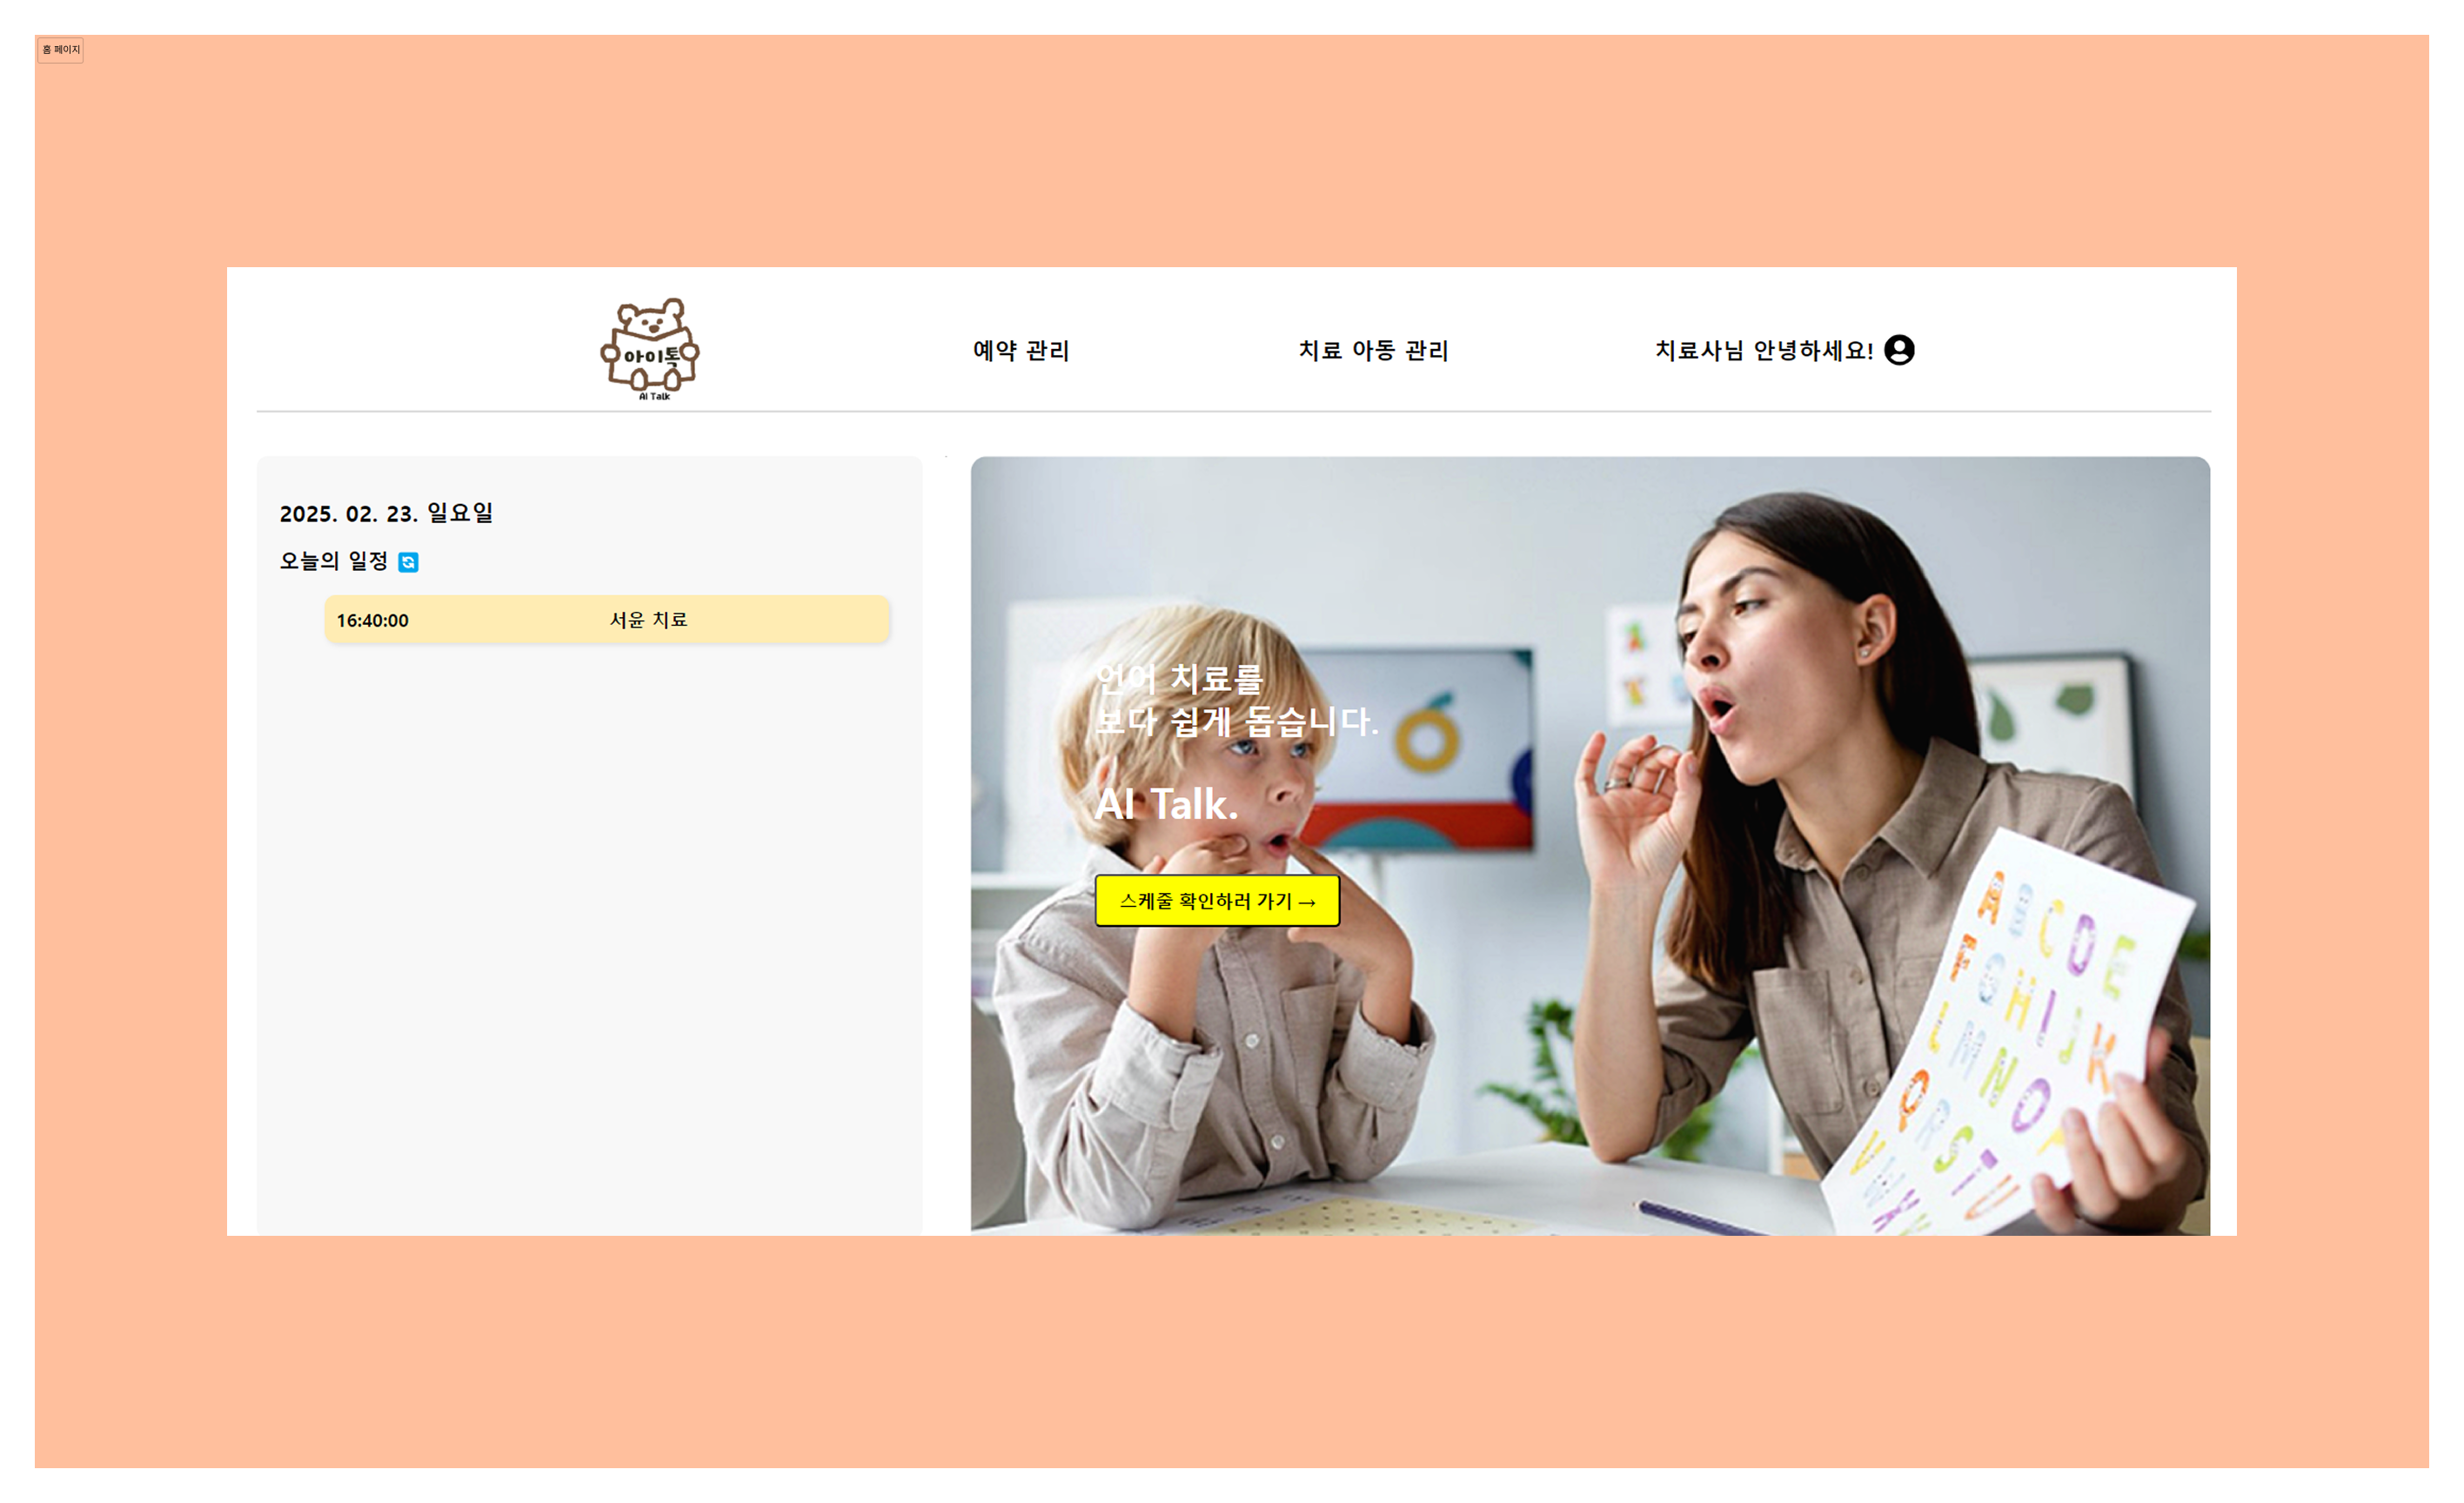 홈 페이지
아이톡
AI Talk
예약 관리
치료 아동 관리
치료사님 안녕하세요!
2025. 02. 23. 일요일
오늘의 일정
16:40:00 서윤 치료
언어 치료를
보다 쉽게 돕습니다.
AI Talk.
스케줄 확인하러 가기 →
A B C D E
F G H I J K
L M N O P
Q R S T U